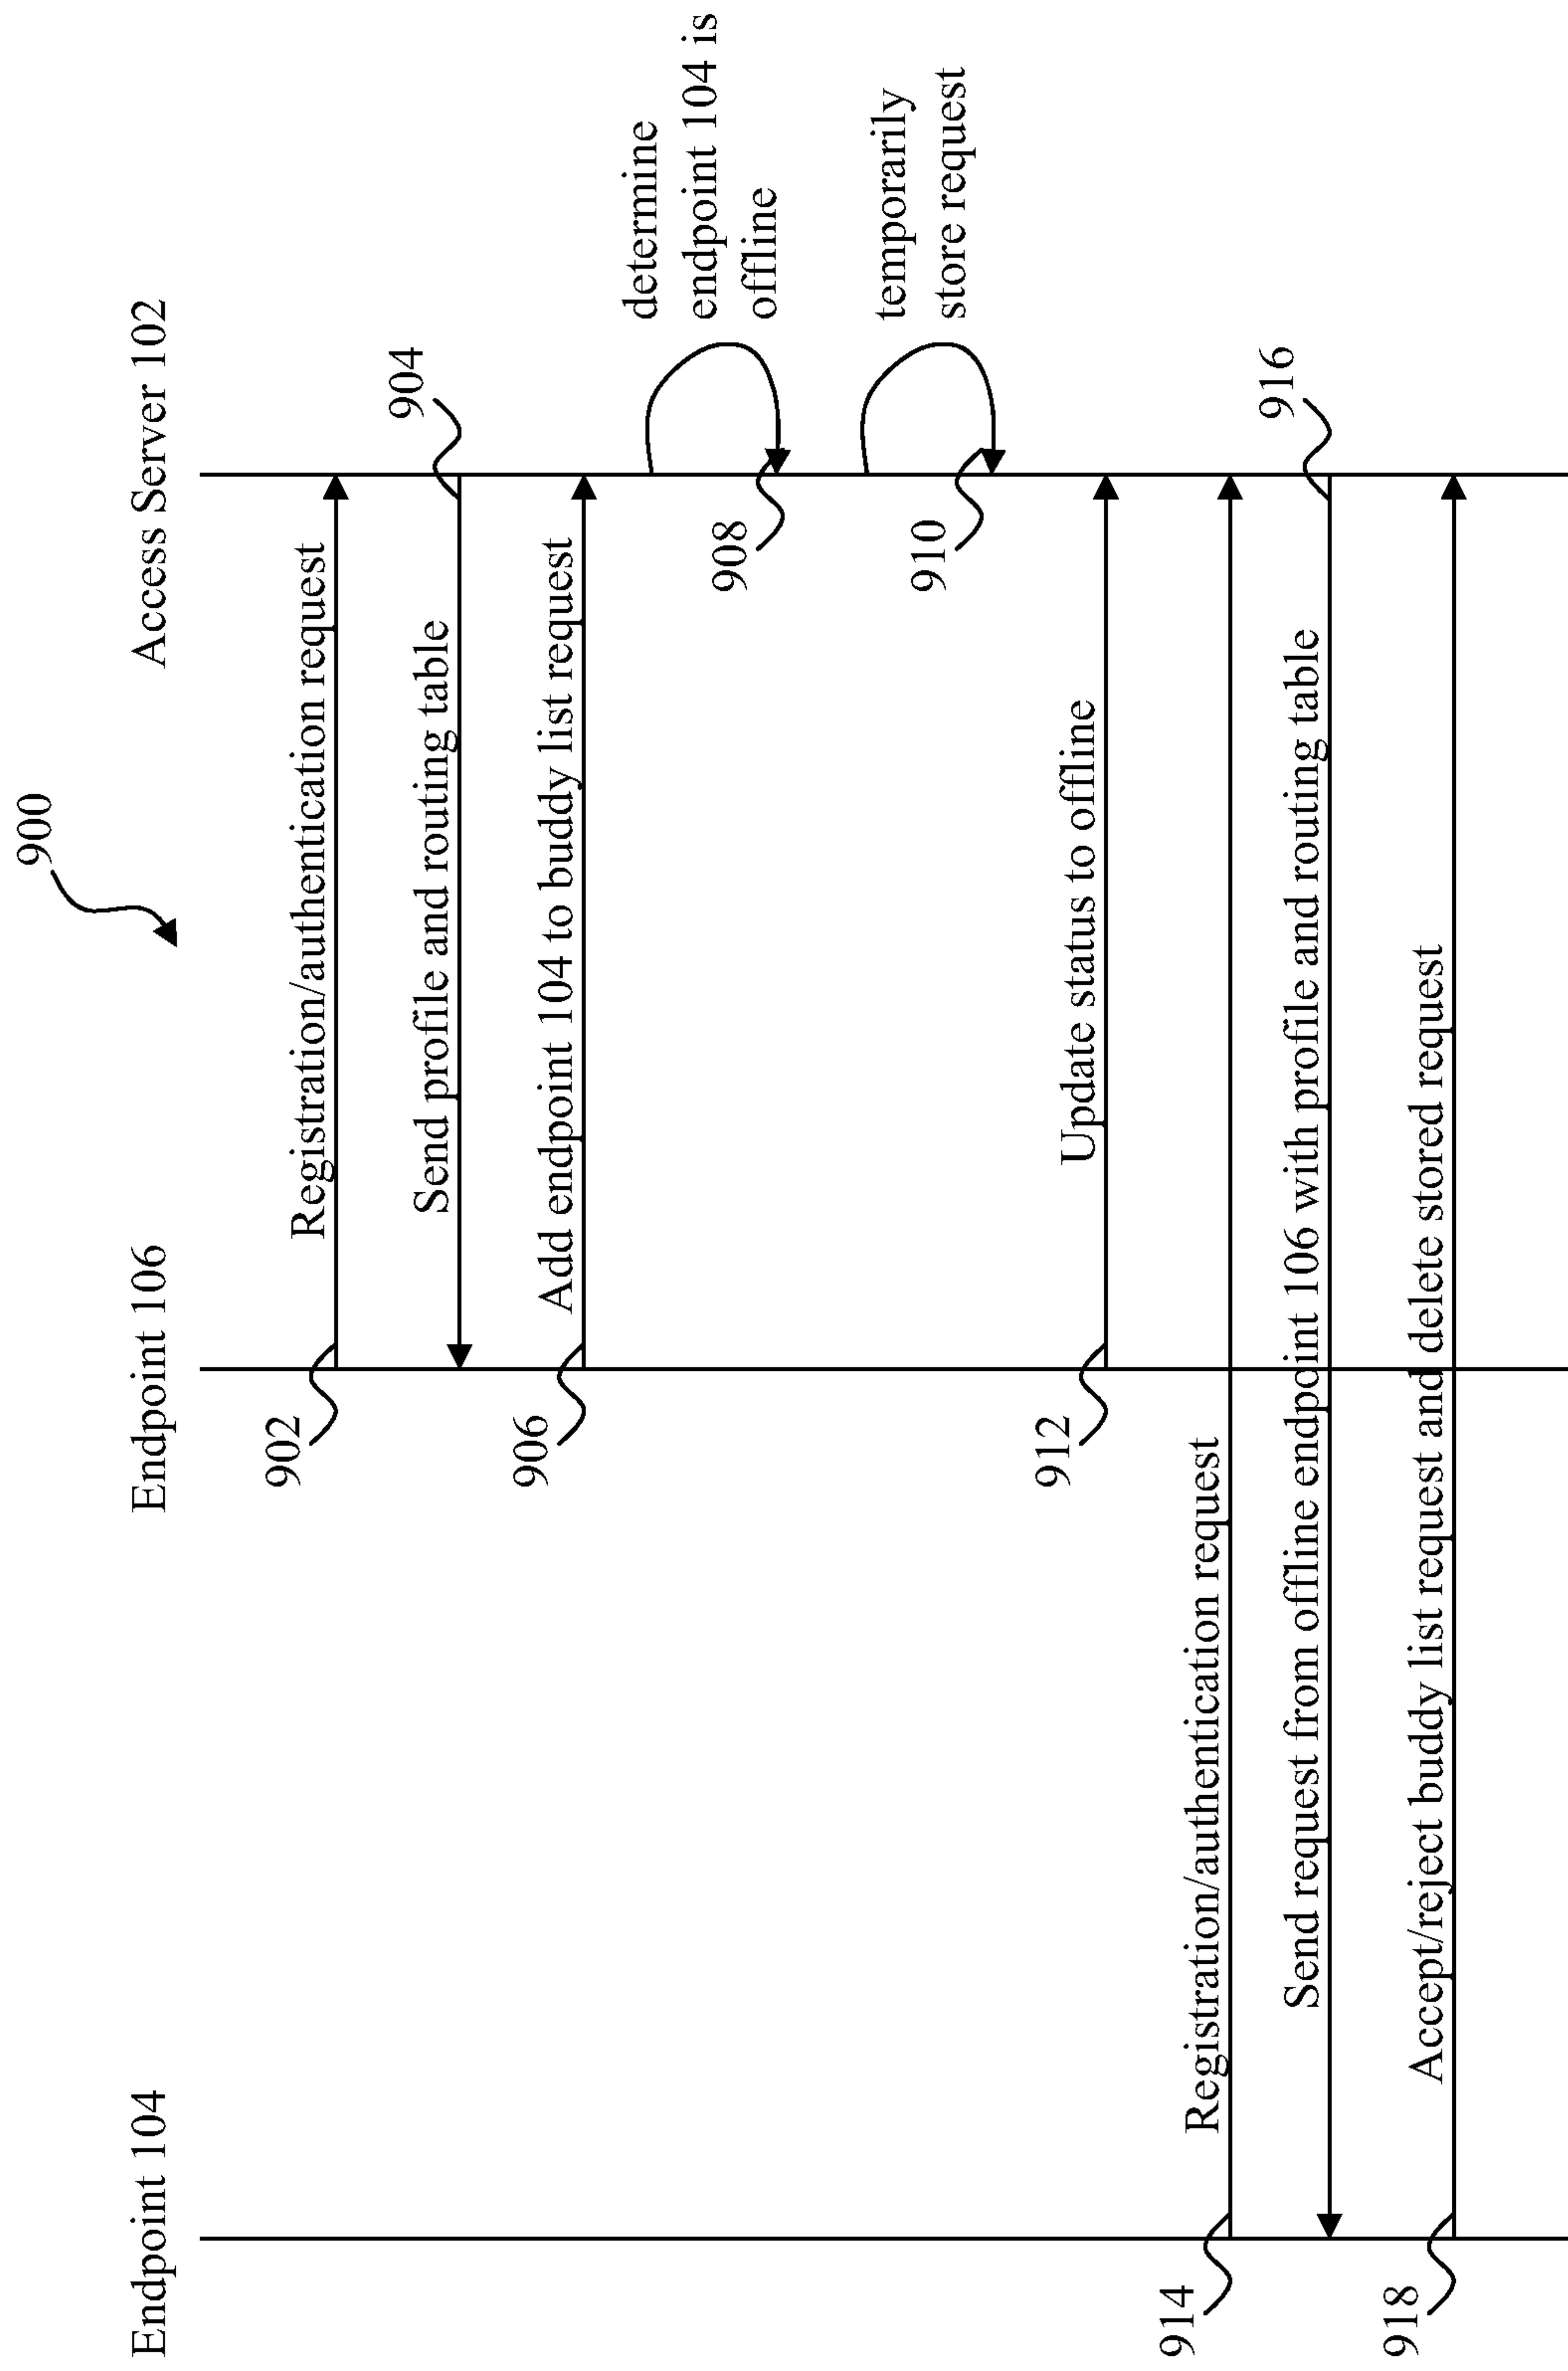 900
Endpoint 104
Endpoint 106
Access Server 102
902
Registration/authentication request
Send profile and routing table
904
906
Add endpoint 104 to buddy list request
determine
endpoint 104 is
offline
908
temporarily
store request
910
912
Update status to offline
914
Registration/authentication request
Send request from offline endpoint 106 with profile and routing table
916
918
Accept/reject buddy list request and delete stored request